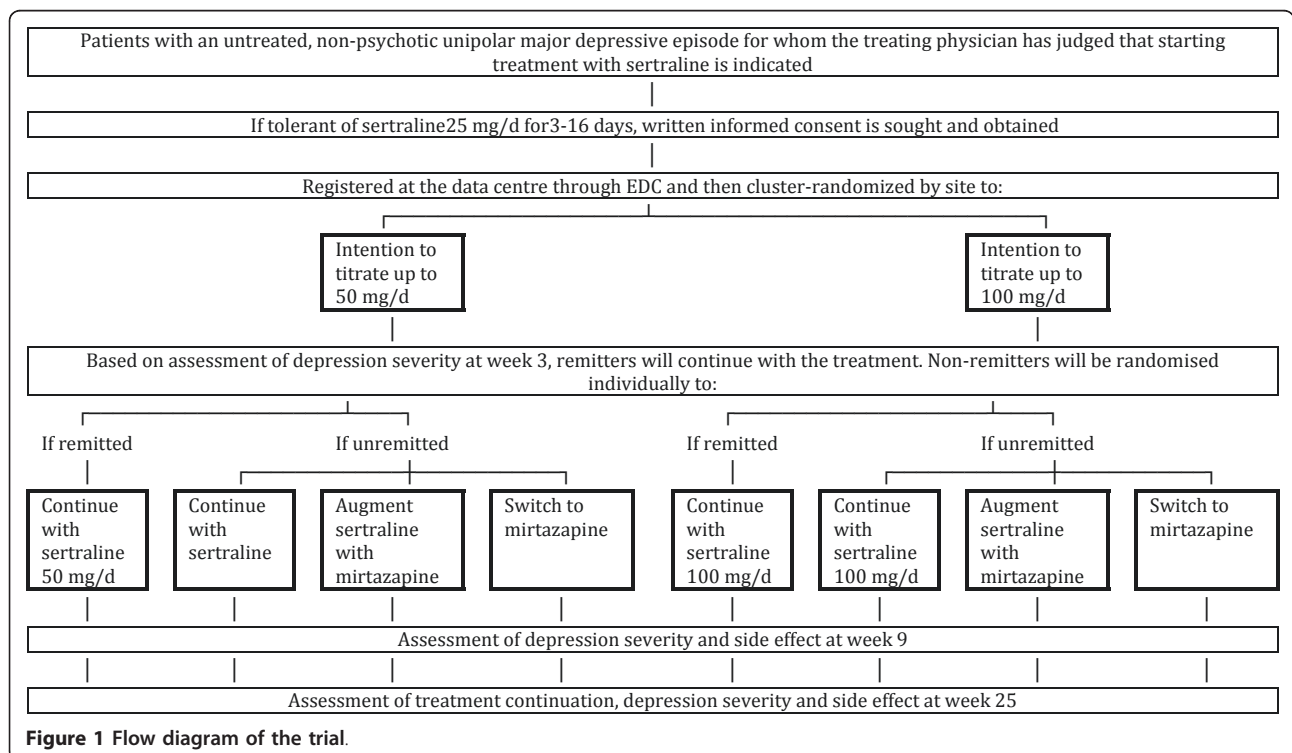 Patients with an untreated, non-psychotic unipolar major depressive episode for whom the treating physician has judged that starting
treatment with sertraline is indicated
If tolerant of sertraline25 mg/d for3-16 days, written informed consent is sought and obtained
Registered at the data centre through EDC and then cluster-randomized by site to:
Intention to
titrate up to
50 mg/d
Intention to
titrate up to
100 mg/d
Based on assessment of depression severity at week 3, remitters will continue with the treatment. Non-remitters will be randomised
individually to:
If remitted
If unremitted
If remitted
If unremitted
Continue
with
sertraline
50 mg/d
Continue
with
sertraline
Augment
sertraline
with
mirtazapine
Switch to
mirtazapine
Continue
with
sertraline
100 mg/d
Continue
with
sertraline
100 mg/d
Augment
sertraline
with
mirtazapine
Switch to
mirtazapine
Assessment of depression severity and side effect at week 9
Assessment of treatment continuation, depression severity and side effect at week 25
Figure 1 Flow diagram of the trial.